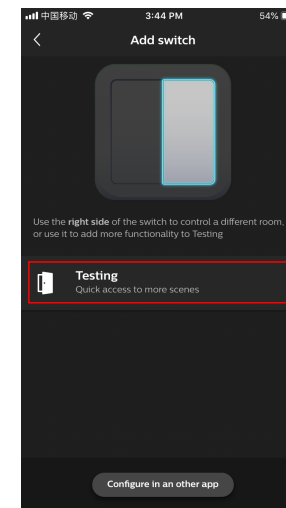 中国移动 3:44 PM 54%
Add switch
Use the right side of the switch to control a different room,
or use it to add more functionality to Testing
Testing
Quick access to more scenes
Configure in an other app